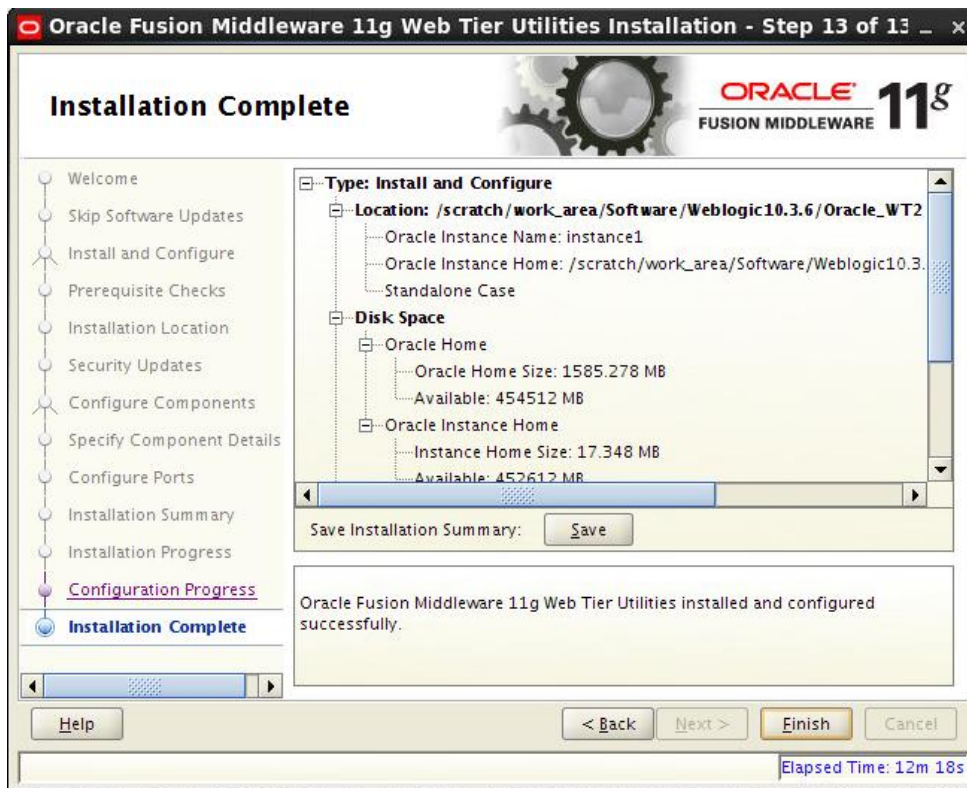 Oracle Fusion Middleware 11g Web Tier Utilities Installation - Step 13 of 13
Installation Complete
ORACLE
FUSION MIDDLEWARE 11g
Welcome
Skip Software Updates
Install and Configure
Prerequisite Checks
Installation Location
Security Updates
Configure Components
Specify Component Details
Configure Ports
Installation Summary
Installation Progress
Configuration Progress
Installation Complete
Type: Install and Configure
Location: /scratch/work_area/Software/Weblogic10.3.6/Oracle_WT2
Oracle Instance Name: instance1
Oracle Instance Home: /scratch/work_area/Software/Weblogic10.3.
Standalone Case
Disk Space
Oracle Home
Oracle Home Size: 1585.278 MB
Available: 454512 MB
Oracle Instance Home
Instance Home Size: 17.348 MB
Available: 452612 MB
Save Installation Summary: Save
Oracle Fusion Middleware 11g Web Tier Utilities installed and configured
successfully.
Help < Back Next > Finish Cancel
Elapsed Time: 12m 18s